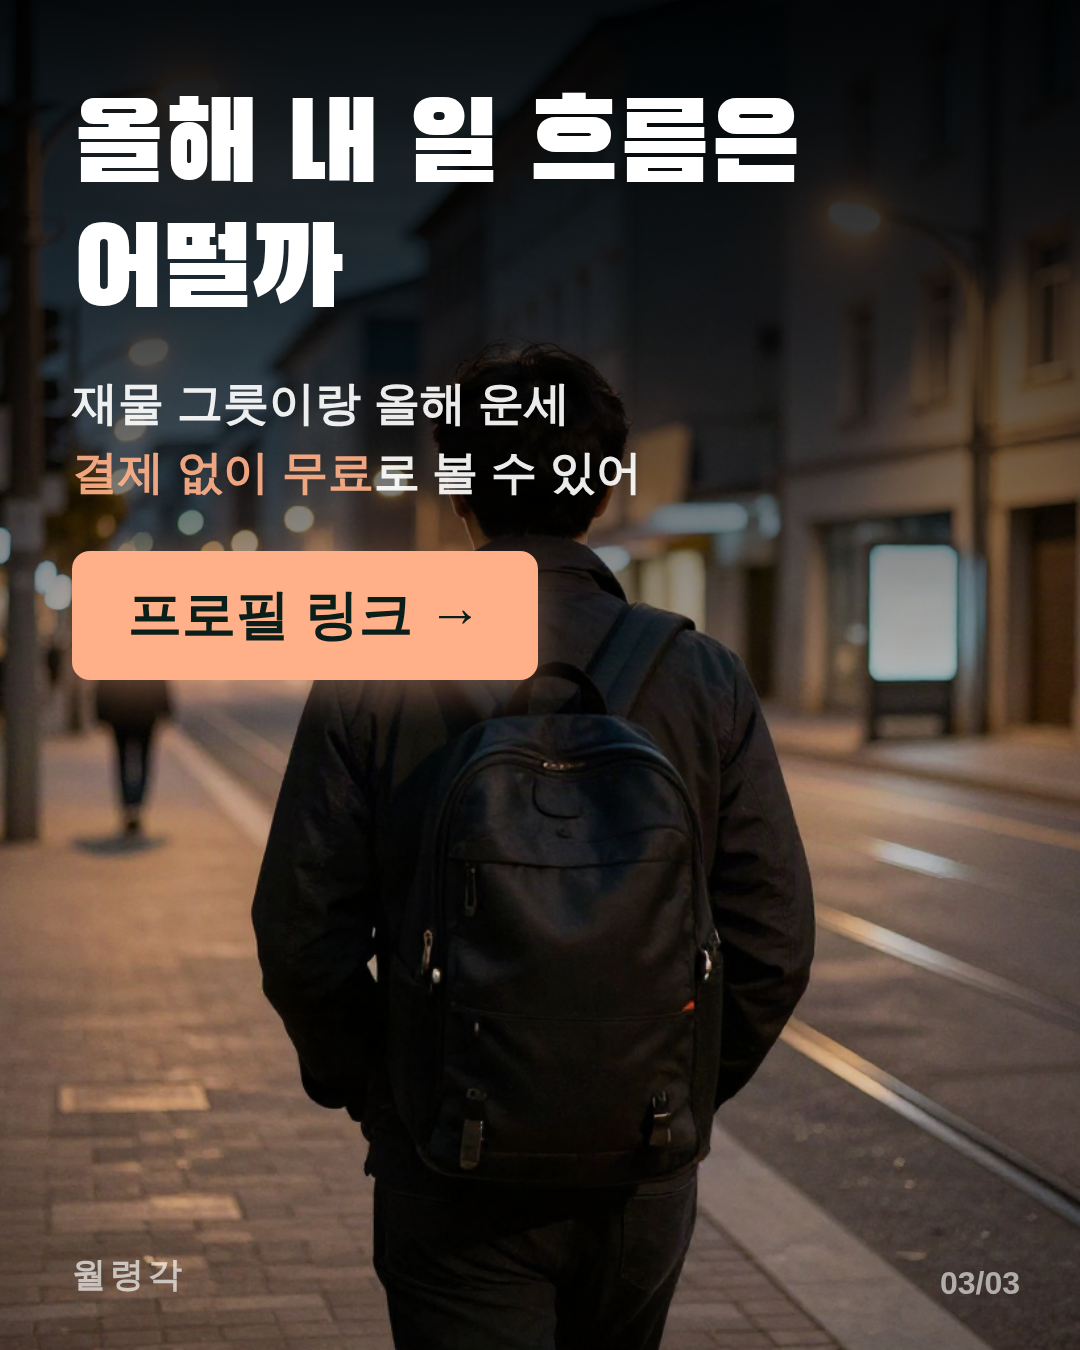 올해 내 일 흐름은
어떨까
재물 그릇이랑 올해 운세
결제 없이 무료로 볼 수 있어
프로필 링크 →
월령각
03/03